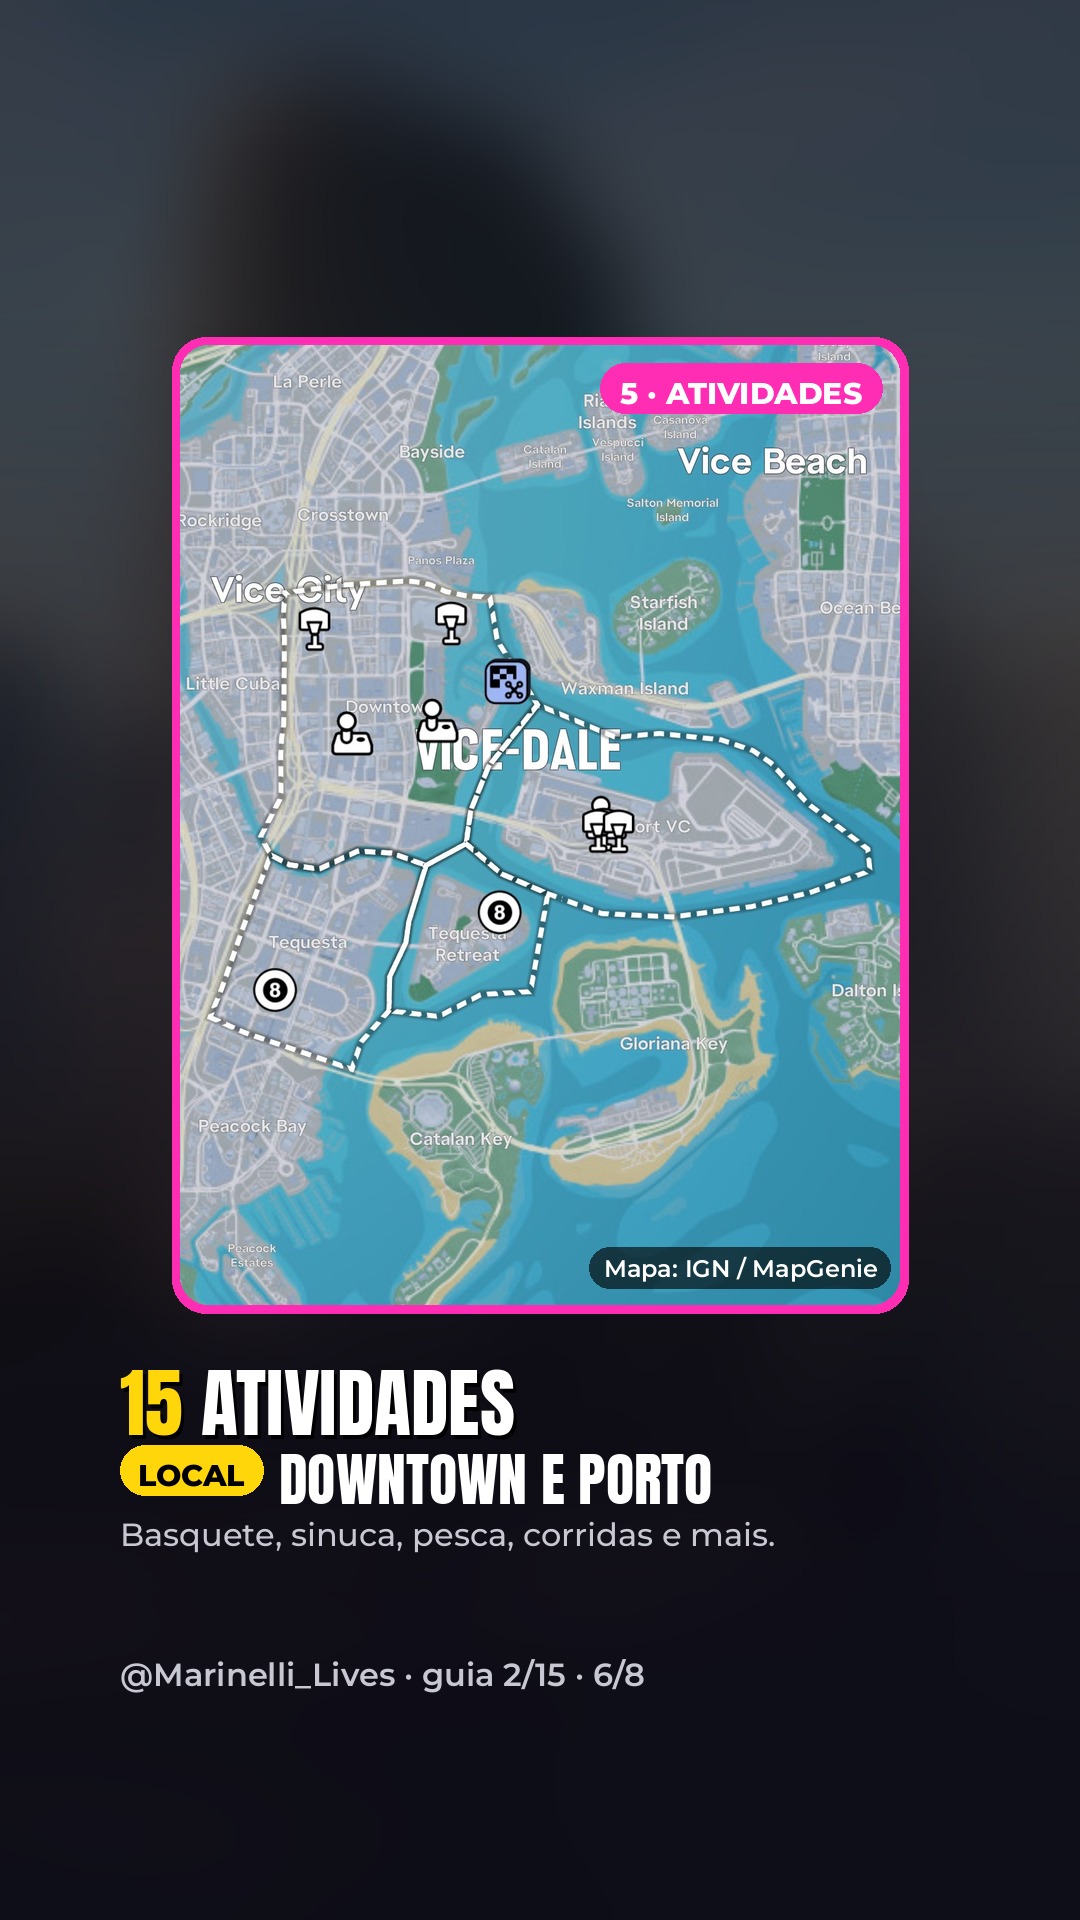 Island
La Perle
5 · ATIVIDADES
Islands
Casanova
Island
Bayside
Catalan
Island
Vespucci
Island
Vice Beach
Salton Memorial
Island
Rockridge
Crosstown
Panos Plaza
Vice City
Starfish
Island
Ocean Be
Little Cuba
Waxman Island
Downtow
VICE-DALE
ort VC
8
Tequesta
Tequesta
Retreat
8
Dalton Is
Gloriana Key
Peacock Bay
Catalan Key
Peacock
Estates
Mapa: IGN / MapGenie
15 ATIVIDADES
LOCAL DOWNTOWN E PORTO
Basquete, sinuca, pesca, corridas e mais.
@Marinelli_Lives · guia 2/15 · 6/8